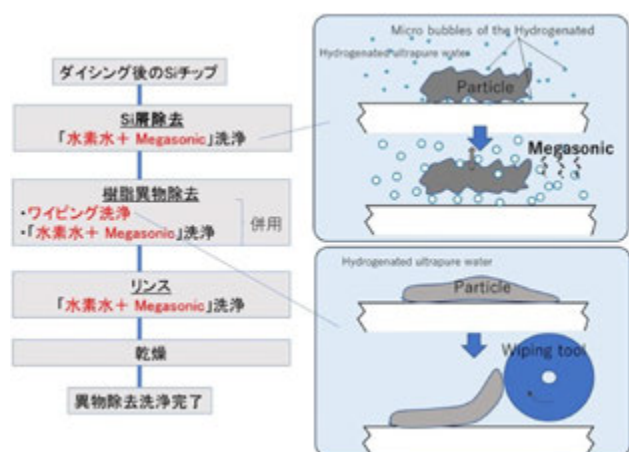 ダイシング後のSiチップ
Si層除去
「水素水+ Megasonic」洗浄
樹脂異物除去
・ワイピング洗浄
・「水素水+ Megasonic」洗浄
併用
リンス
「水素水+ Megasonic」洗浄
乾燥
異物除去洗浄完了
Micro bubbles of the Hydrogenated
Hydrogenated ultrapure water
Particle
Megasonic
Hydrogenated ultrapure water
Particle
Wiping tool